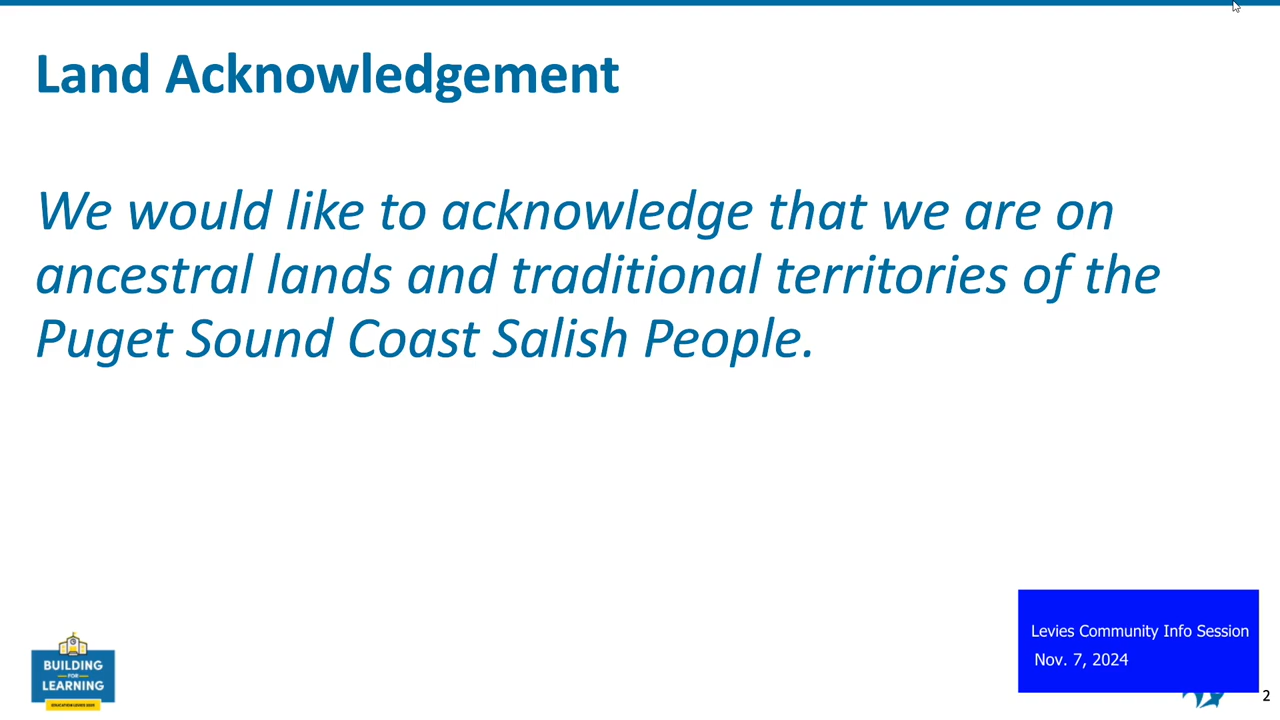 Land Acknowledgement
We would like to acknowledge that we are on
ancestral lands and traditional territories of the
Puget Sound Coast Salish People.
Levies Community Info Session
Nov. 7, 2024
BUILDING
FOR
LEARNING
2